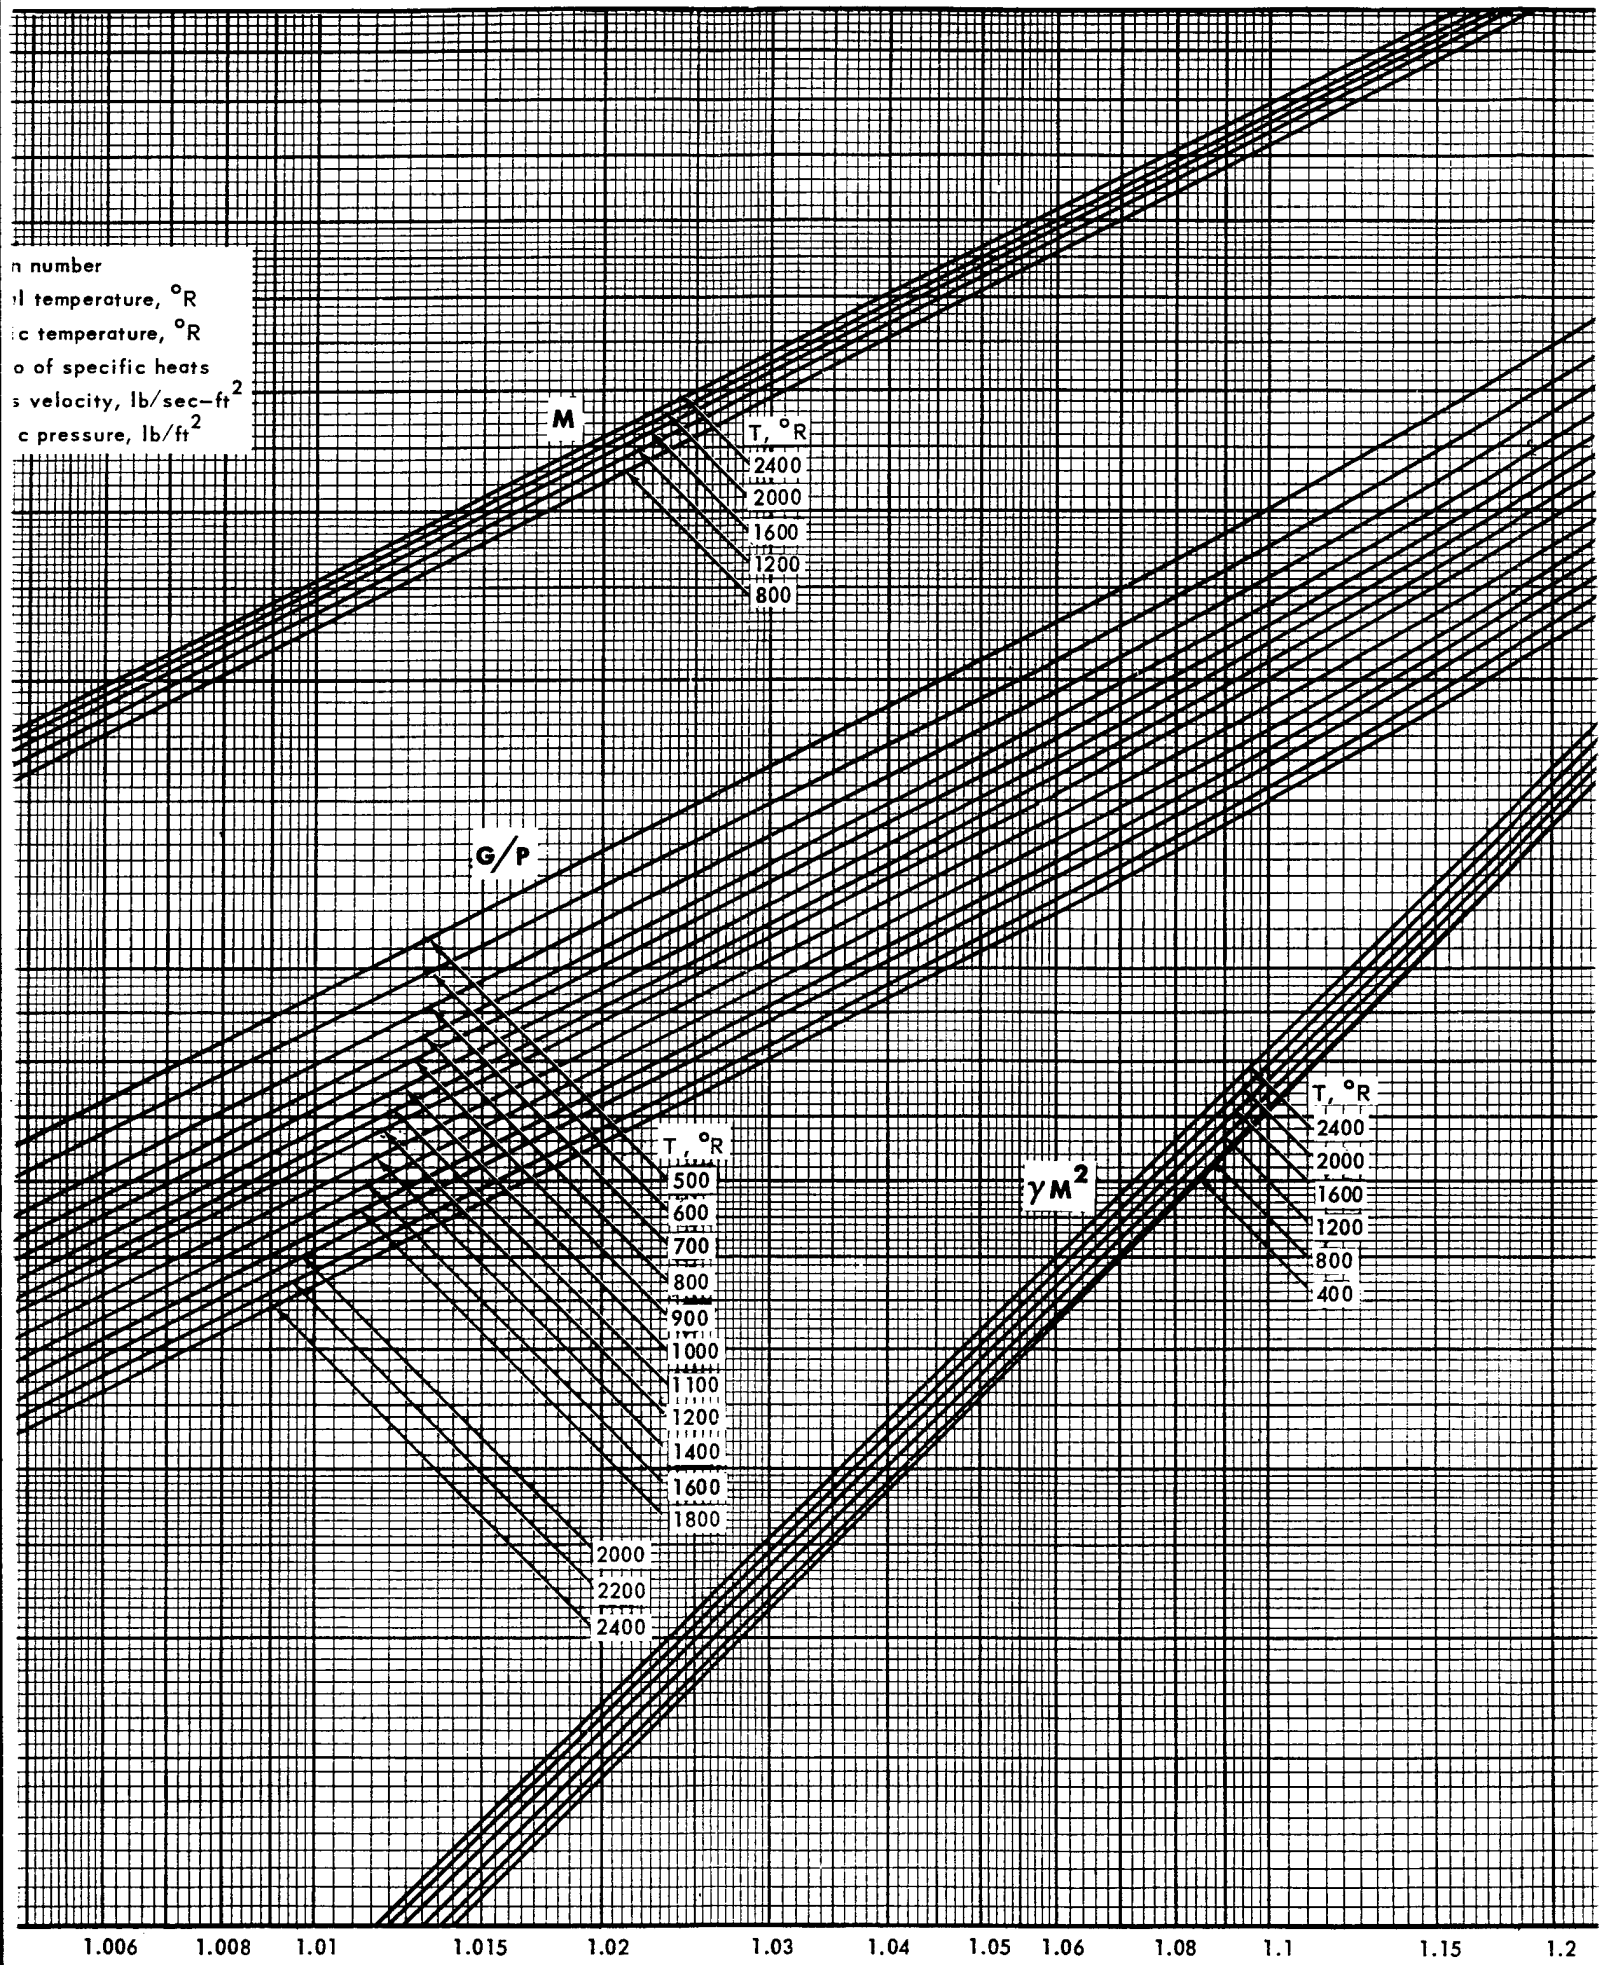 n number
l temperature, °R
c temperature, °R
o of specific heats
s velocity, lb/sec–ft²
c pressure, lb/ft²
M
T, °R
2400
2000
1600
1200
800
G/P
T, °R
500
600
700
800
900
1000
1100
1200
1400
1600
1800
2000
2200
2400
γM²
T, °R
2400
2000
1600
1200
800
400
1.006 1.008 1.01 1.015 1.02 1.03 1.04 1.05 1.06 1.08 1.1 1.15 1.2